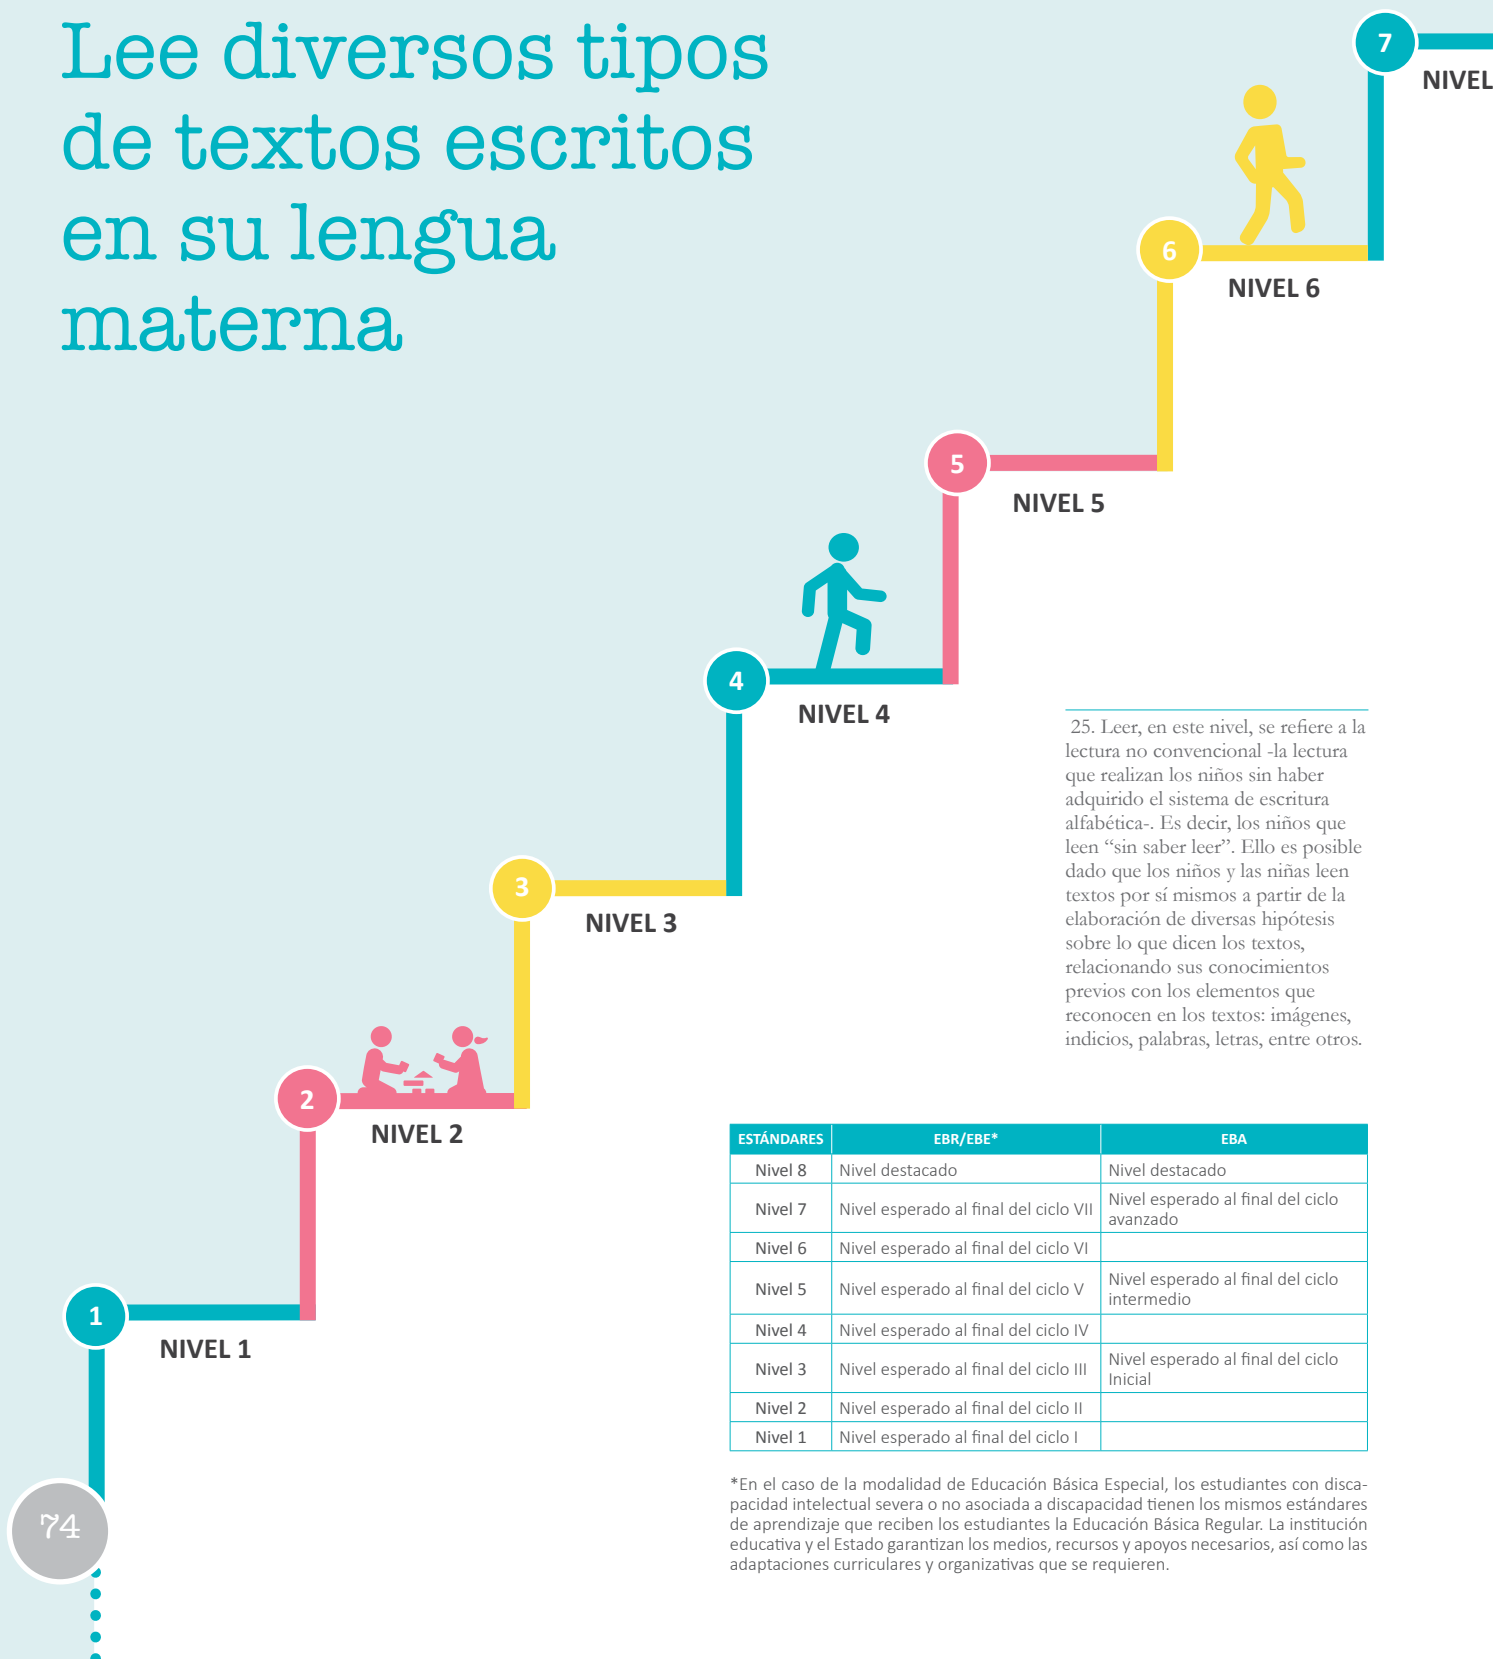 Lee diversos tipos
de textos escritos
en su lengua
materna
7
NIVEL
6
NIVEL 6
5
NIVEL 5
4
NIVEL 4
3
NIVEL 3
2
NIVEL 2
1
NIVEL 1
25. Leer, en este nivel, se refiere a la
lectura no convencional -la lectura
que realizan los niños sin haber
adquirido el sistema de escritura
alfabética-. Es decir, los niños que
leen “sin saber leer”. Ello es posible
dado que los niños y las niñas leen
textos por sí mismos a partir de la
elaboración de diversas hipótesis
sobre lo que dicen los textos,
relacionando sus conocimientos
previos con los elementos que
reconocen en los textos: imágenes,
indicios, palabras, letras, entre otros.
ESTÁNDARES EBR/EBE* EBA
Nivel 8 Nivel destacado Nivel destacado
Nivel 7 Nivel esperado al final del ciclo VII Nivel esperado al final del ciclo
avanzado
Nivel 6 Nivel esperado al final del ciclo VI
Nivel 5 Nivel esperado al final del ciclo V Nivel esperado al final del ciclo
intermedio
Nivel 4 Nivel esperado al final del ciclo IV
Nivel 3 Nivel esperado al final del ciclo III Nivel esperado al final del ciclo
Inicial
Nivel 2 Nivel esperado al final del ciclo II
Nivel 1 Nivel esperado al final del ciclo I
*En el caso de la modalidad de Educación Básica Especial, los estudiantes con disca-
pacidad intelectual severa o no asociada a discapacidad tienen los mismos estándares
de aprendizaje que reciben los estudiantes la Educación Básica Regular. La institución
educativa y el Estado garantizan los medios, recursos y apoyos necesarios, así como las
adaptaciones curriculares y organizativas que se requieren.
74